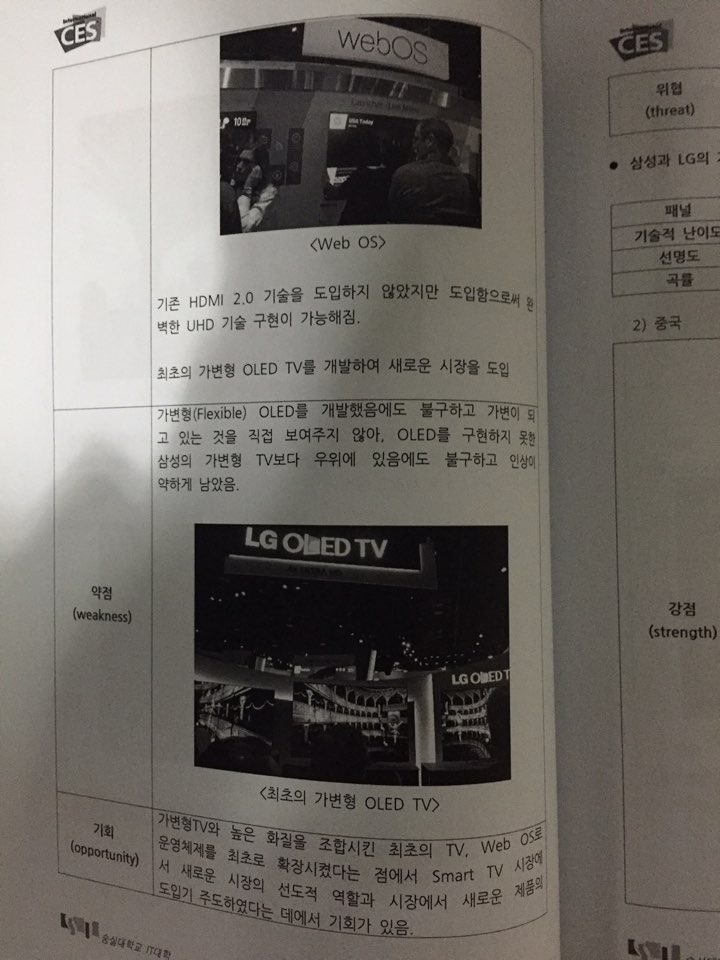 International
CES
webOS
Launcher: Live Menu
USA Today
<Web OS>
기존 HDMI 2.0 기술을 도입하지 않았지만 도입함으로써 완
벽한 UHD 기술 구현이 가능해짐.
최초의 가변형 OLED TV를 개발하여 새로운 시장을 도입
약점
(weakness)
가변형(Flexible) OLED를 개발했음에도 불구하고 가변이 되
고 있는 것을 직접 보여주지 않아, OLED를 구현하지 못한
삼성의 가변형 TV보다 우위에 있음에도 불구하고 인상이
약하게 남았음.
LG OLED TV
LG OLED T
<최초의 가변형 OLED TV>
기회
(opportunity)
가변형TV와 높은 화질을 조합시킨 최초의 TV, Web OS로
운영체제를 최초로 확장시켰다는 점에서 Smart TV 시장에
서 새로운 시장의 선도적 역할과 시장에서 새로운 제품의
도입기 주도하였다는 데에서 기회가 있음.
숭실대학교 IT대학
CES
위협
(threat)
● 삼성과 LG의
패널
기술적 난이도
선명도
곡률
2) 중국
강점
(strength)